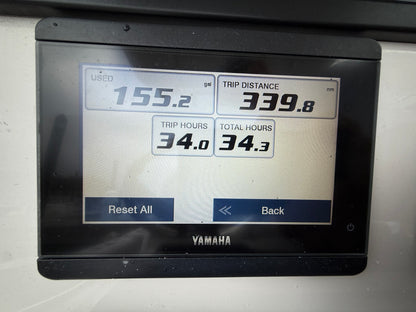 USED gal TRIP DISTANCE nm
155.2 339.8
TRIP HOURS TOTAL HOURS
34.0 34.3
Reset All Back
YAMAHA